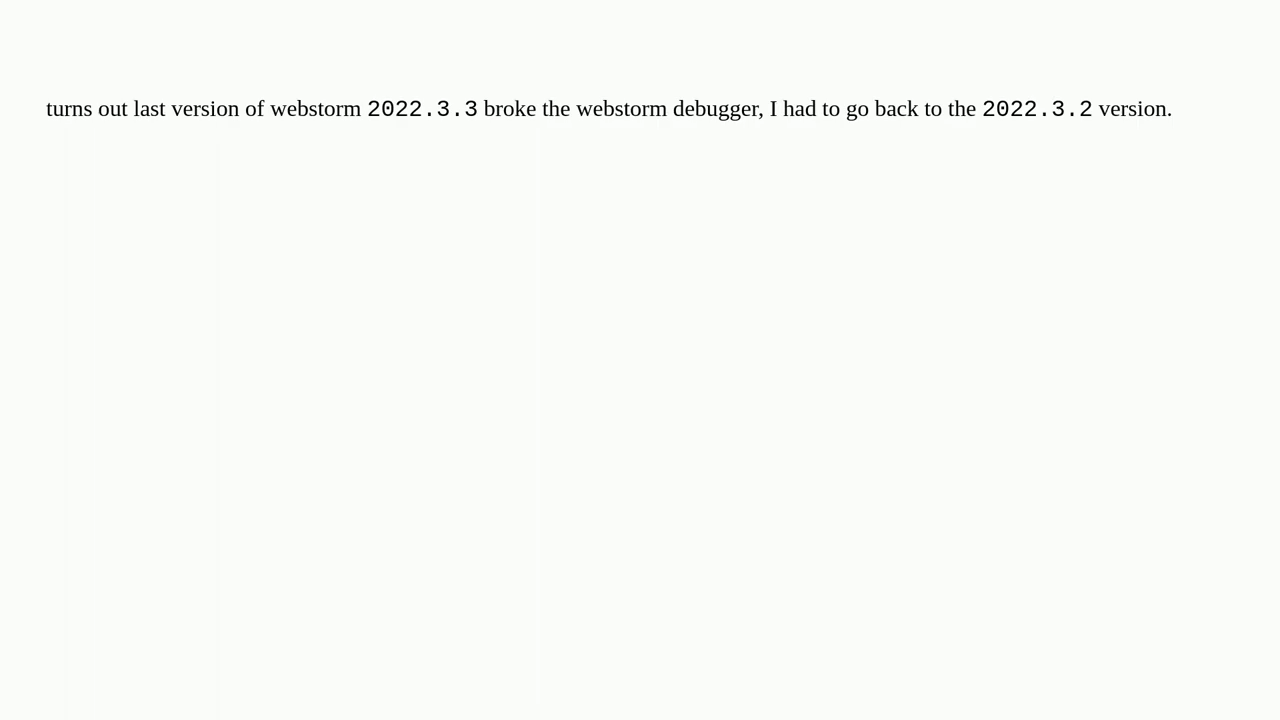 turns out last version of webstorm 2022.3.3 broke the webstorm debugger, I had to go back to the 2022.3.2 version.